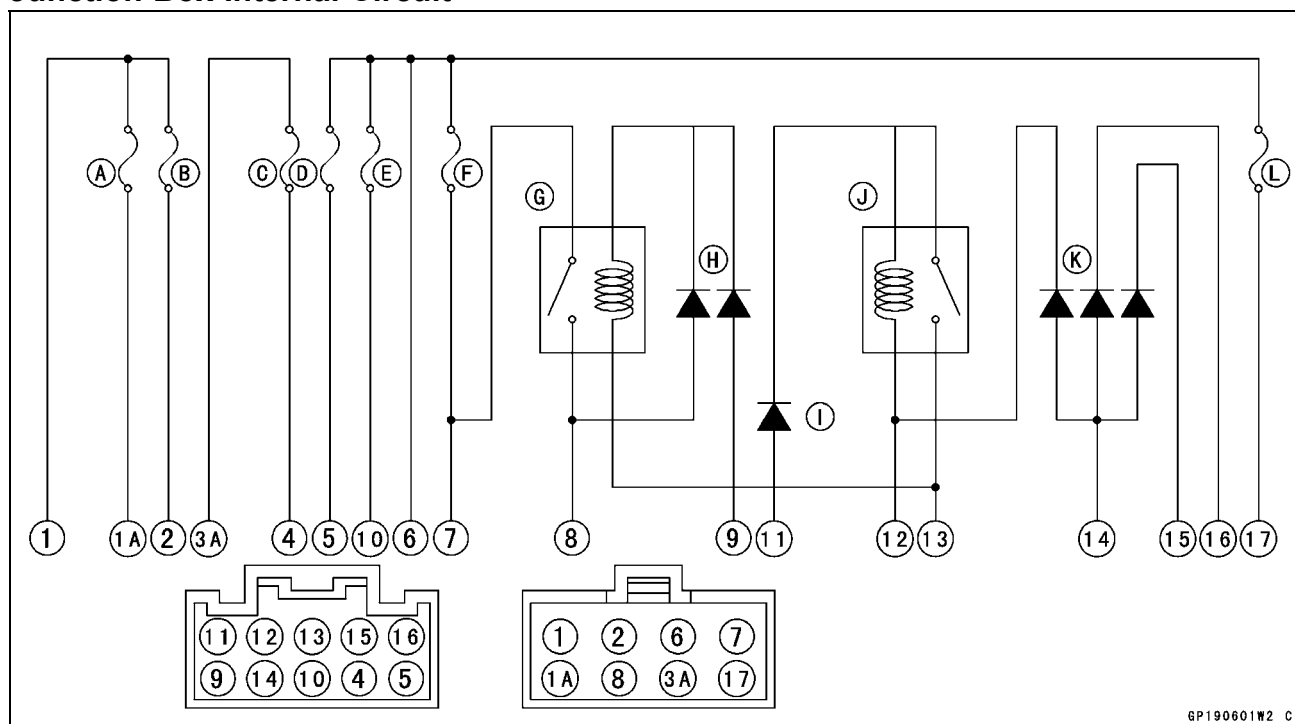 Junction Box Internal Circuit
A B C D E F G H I J K L
1 1A 2 3A 4 5 10 6 7 8 9 11 12 13 14 15 16 17
11 12 13 15 16
9 14 10 4 5
1 2 6 7
1A 8 3A 17
GP190601W2 C